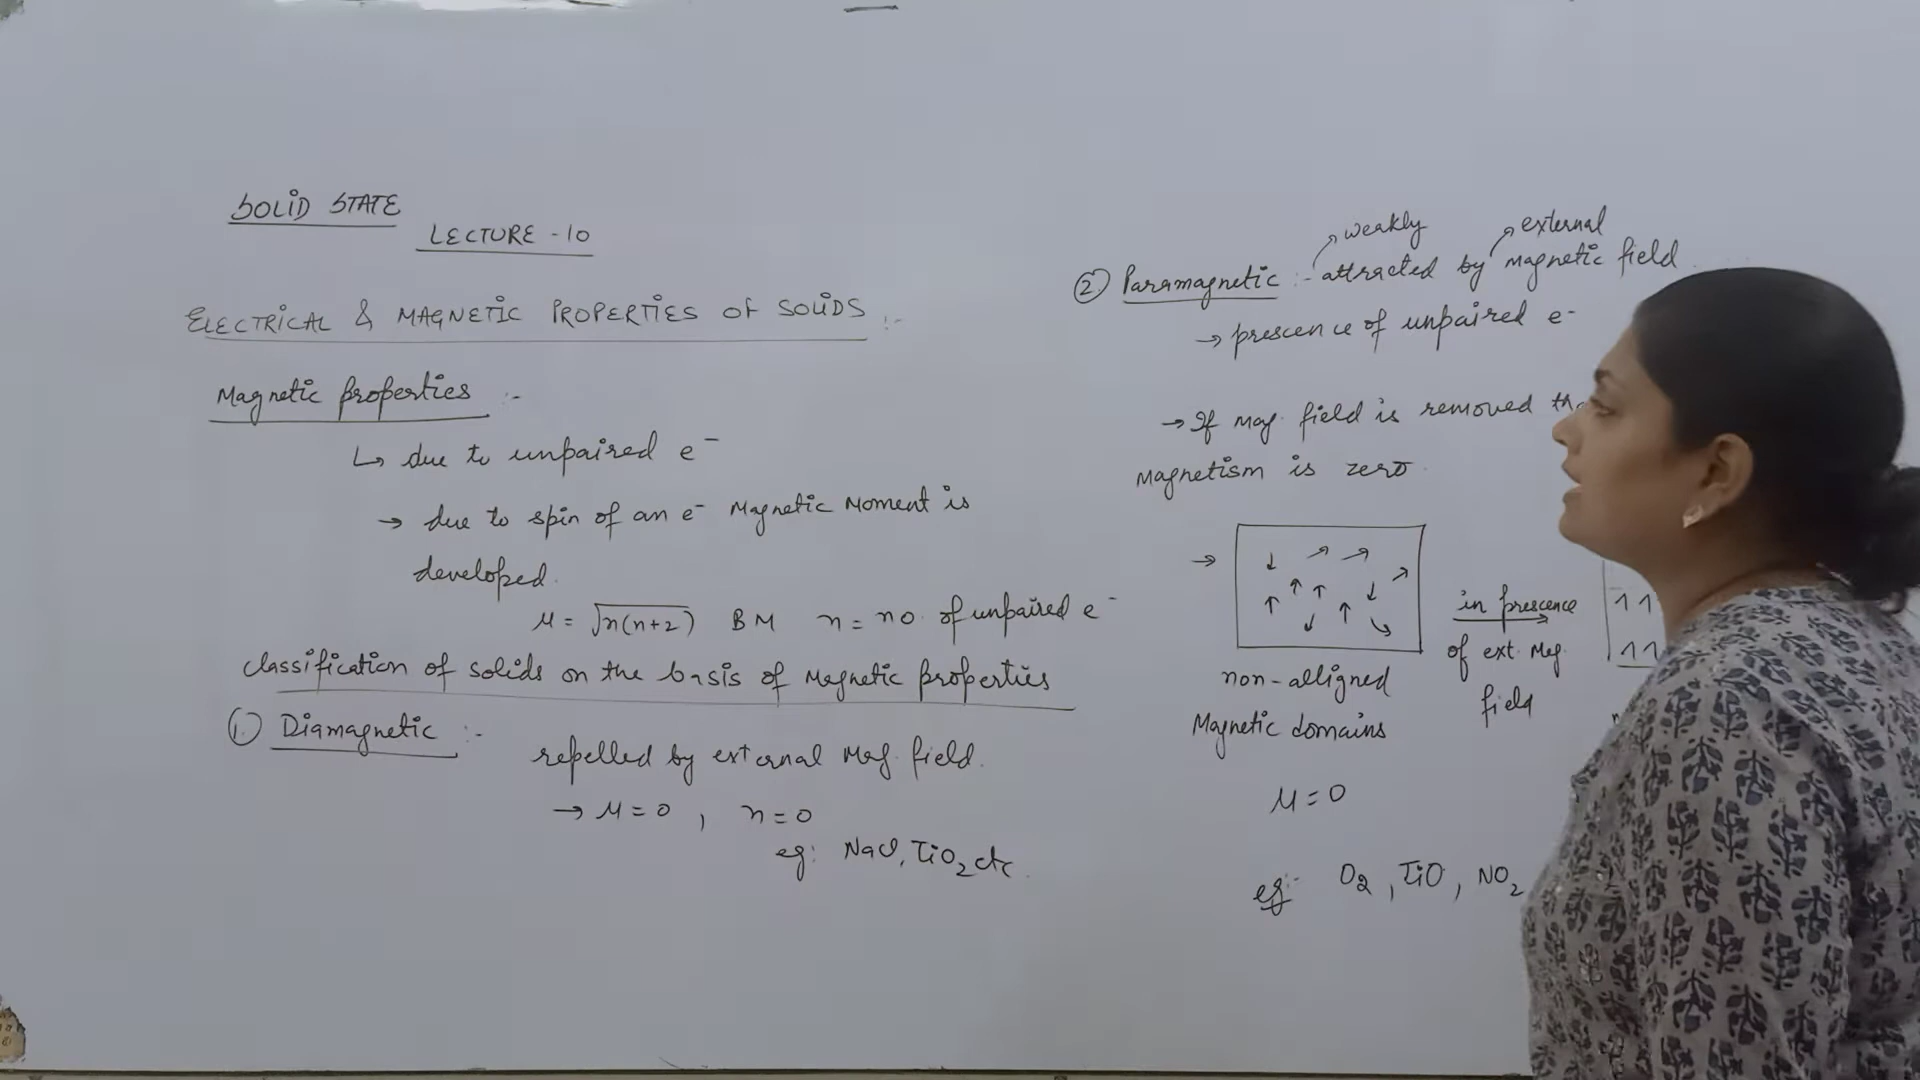 SOLID STATE
LECTURE - 10
ELECTRICAL & MAGNETIC PROPERTIES OF SOLIDS :-
Magnetic properties :-
↳ due to unpaired e⁻
→ due to spin of an e⁻ Magnetic Moment is
developed.
μ = √n(n+2) BM n = no. of unpaired e⁻
Classification of solids on the basis of Magnetic properties
① Diamagnetic :-
repelled by external Mag. field.
→ μ = 0 , n = 0
eg: NaCl, TiO₂ etc.
weakly external
② Paramagnetic :- attracted by magnetic field
→ prescence of unpaired e⁻
→ If mag. field is removed
Magnetism is zero.
→ ↓ ↗ → ↗ ↑ ↑ ↓ ↑ ↑ ↙ ↘
in prescence
of ext. Mag.
field
↿↿
↿↿
non-alligned
Magnetic domains
μ = 0
eg:- O₂, TiO, NO₂